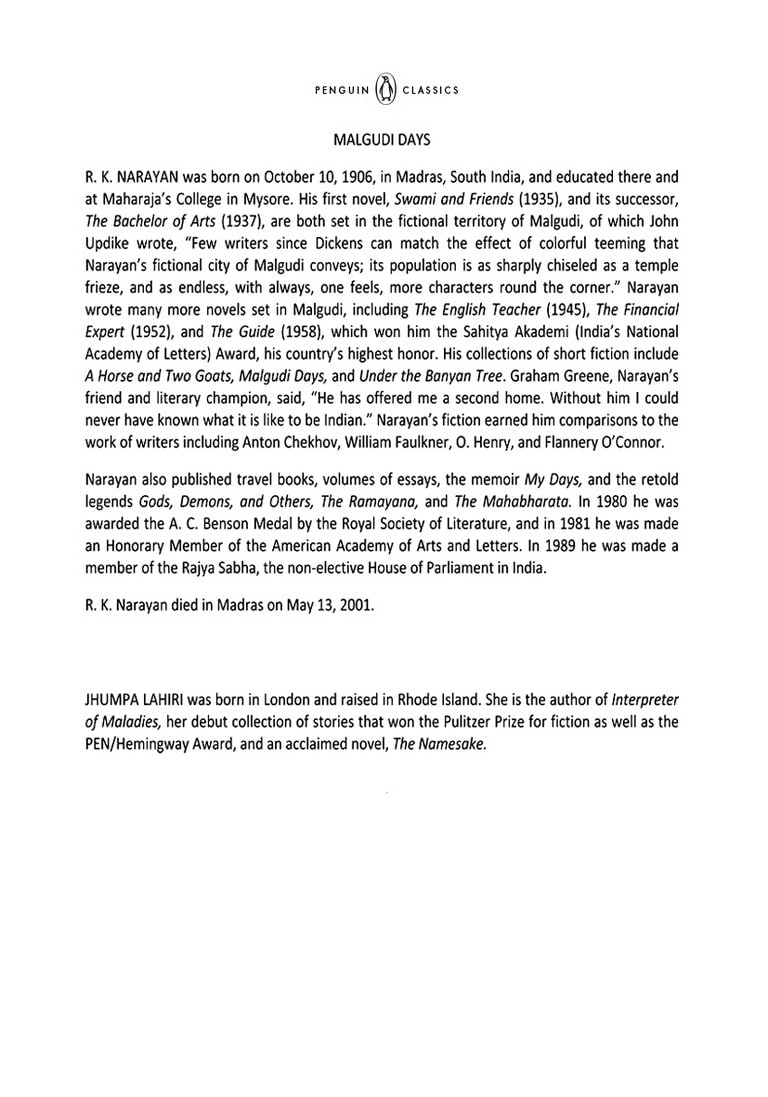 PENGUIN CLASSICS
MALGUDI DAYS
R. K. NARAYAN was born on October 10, 1906, in Madras, South India, and educated there and
at Maharaja’s College in Mysore. His first novel, Swami and Friends (1935), and its successor,
The Bachelor of Arts (1937), are both set in the fictional territory of Malgudi, of which John
Updike wrote, “Few writers since Dickens can match the effect of colorful teeming that
Narayan’s fictional city of Malgudi conveys; its population is as sharply chiseled as a temple
frieze, and as endless, with always, one feels, more characters round the corner.” Narayan
wrote many more novels set in Malgudi, including The English Teacher (1945), The Financial
Expert (1952), and The Guide (1958), which won him the Sahitya Akademi (India’s National
Academy of Letters) Award, his country’s highest honor. His collections of short fiction include
A Horse and Two Goats, Malgudi Days, and Under the Banyan Tree. Graham Greene, Narayan’s
friend and literary champion, said, “He has offered me a second home. Without him I could
never have known what it is like to be Indian.” Narayan’s fiction earned him comparisons to the
work of writers including Anton Chekhov, William Faulkner, O. Henry, and Flannery O’Connor.
Narayan also published travel books, volumes of essays, the memoir My Days, and the retold
legends Gods, Demons, and Others, The Ramayana, and The Mahabharata. In 1980 he was
awarded the A. C. Benson Medal by the Royal Society of Literature, and in 1981 he was made
an Honorary Member of the American Academy of Arts and Letters. In 1989 he was made a
member of the Rajya Sabha, the non-elective House of Parliament in India.
R. K. Narayan died in Madras on May 13, 2001.
JHUMPA LAHIRI was born in London and raised in Rhode Island. She is the author of Interpreter
of Maladies, her debut collection of stories that won the Pulitzer Prize for fiction as well as the
PEN/Hemingway Award, and an acclaimed novel, The Namesake.